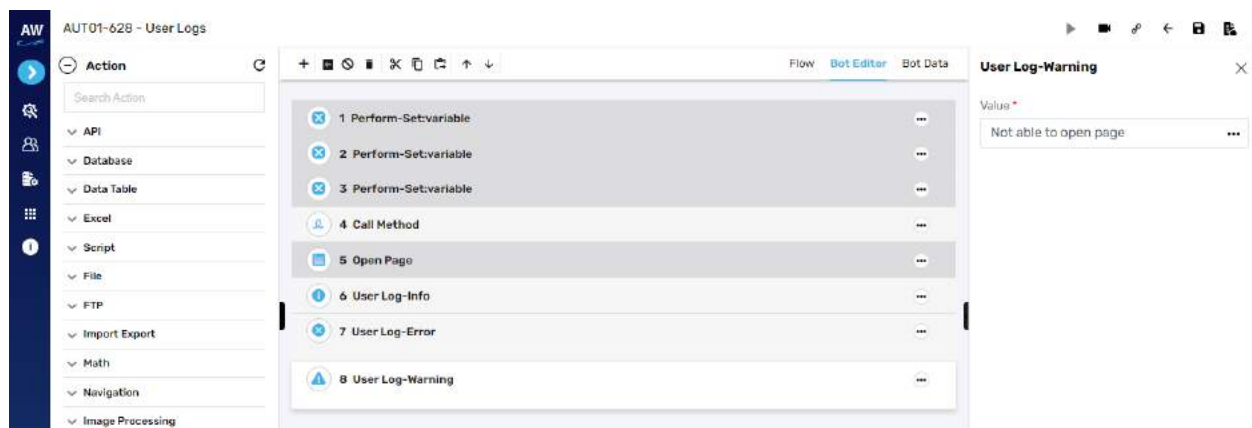 AW
AUT01-628 - User Logs
Action
Search Action
API
Database
Data Table
Excel
Script
File
FTP
Import Export
Math
Navigation
Image Processing
Flow Bot Editor Bot Data
1 Perform-Set:variable
2 Perform-Set:variable
3 Perform-Set:variable
4 Call Method
5 Open Page
6 User Log-Info
7 User Log-Error
8 User Log-Warning
User Log-Warning
Value *
Not able to open page